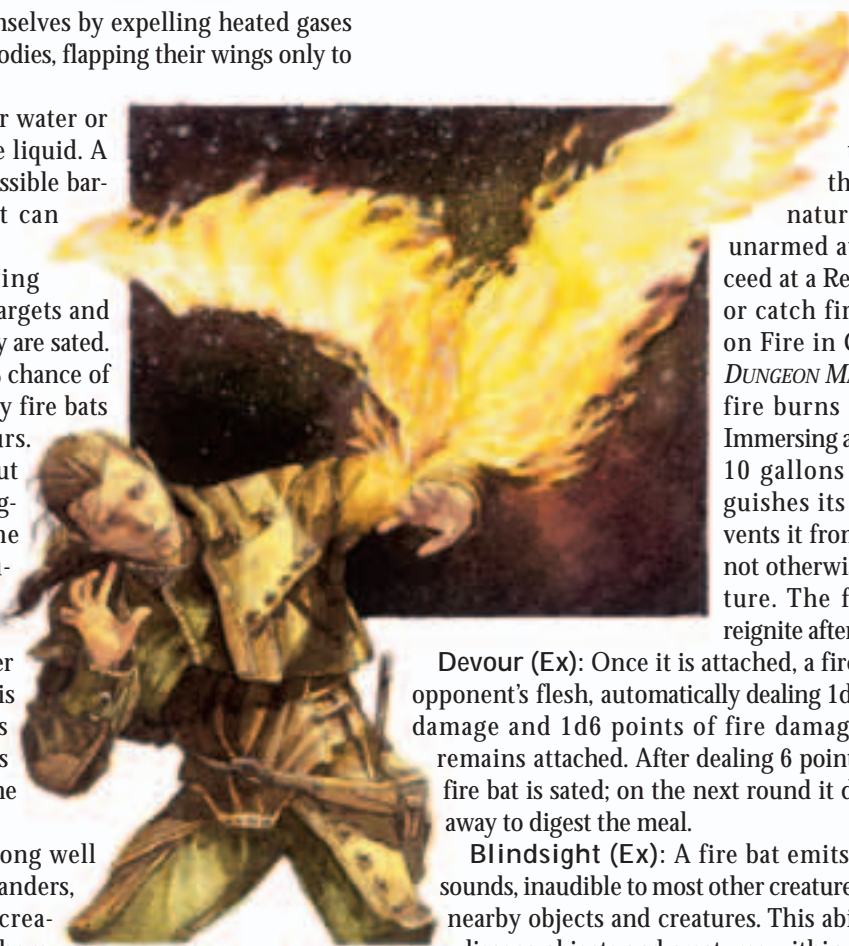 nselves by expelling heated gases
odies, flapping their wings only to
r water or
e liquid. A
ssible bar-
t can
ing
argets and
y are sated.
chance of
y fire bats
urs.
ut
g-
ne
er
is
s
s
ne
ong well
anders,
crea-
th
natur
unarmed a
ceed at a Re
or catch fir
on Fire in
DUNGEON MA
fire burns
Immersing a
10 gallons
guishes its
vents it from
not otherwis
ture. The f
reignite after
Devour (Ex): Once it is attached, a fire
opponent's flesh, automatically dealing 1d
damage and 1d6 points of fire damag
remains attached. After dealing 6 point
fire bat is sated; on the next round it d
away to digest the meal.
Blindsight (Ex): A fire bat emits
sounds, inaudible to most other creature
nearby objects and creatures. This abi